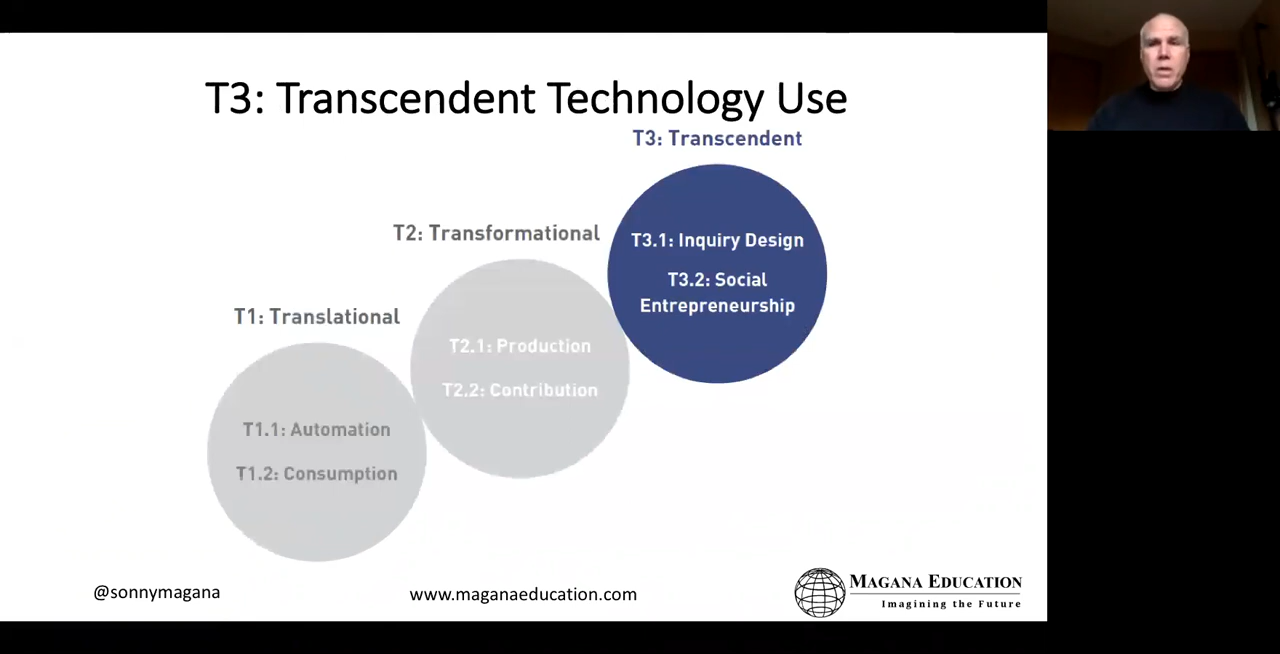 T3: Transcendent Technology Use
T3: Transcendent
T3.1: Inquiry Design
T3.2: Social
Entrepreneurship
T2: Transformational
T2.1: Production
T2.2: Contribution
T1: Translational
T1.1: Automation
T1.2: Consumption
@sonnymagana
www.maganaeducation.com
MAGANA EDUCATION
Imagining the Future